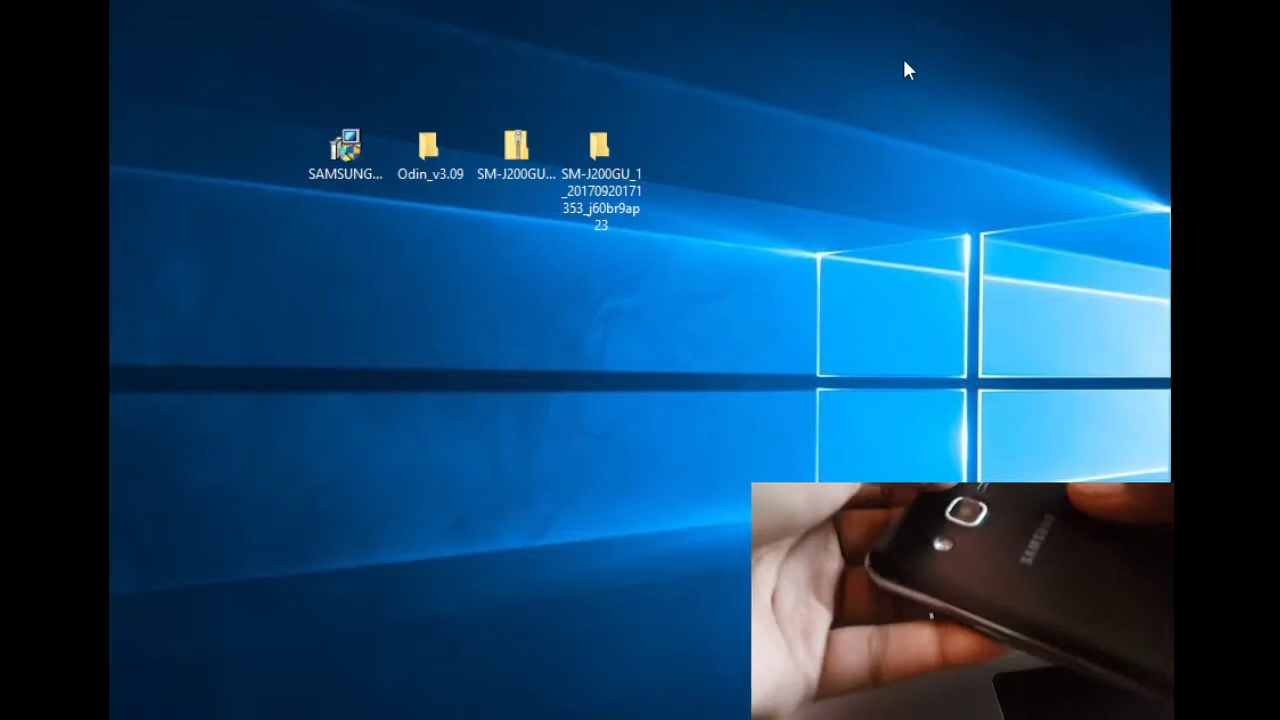 SAMSUNG...
Odin_v3.09
SM-J200GU...
SM-J200GU_1
_20170920171
353_j60br9ap
23
SAMSUNG